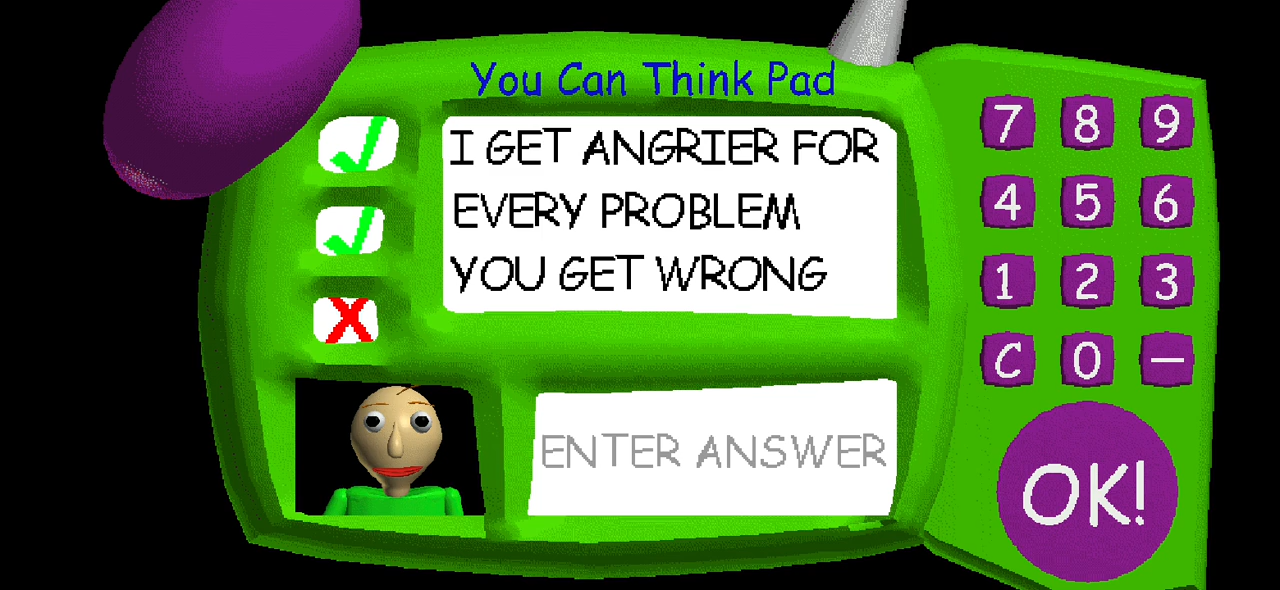 You Can Think Pad
I GET ANGRIER FOR
EVERY PROBLEM
YOU GET WRONG
ENTER ANSWER
7 8 9
4 5 6
1 2 3
C 0 –
OK!